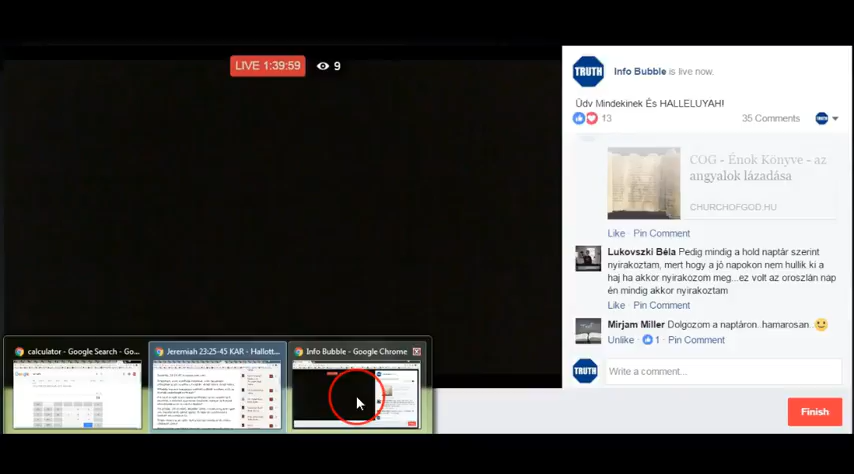 LIVE 1:39:59
9
TRUTH
Info Bubble is live now.
Üdv Mindekinek És HALLELUYAH!
13
35 Comments
TRUTH
COG - Énok Könyve - az
angyalok lázadása
CHURCHOFGOD.HU
Like · Pin Comment
Lukovszki Béla Pedig mindig a hold naptár szerint
nyirakoztam, mert hogy a jó napokon nem hullik ki a
haj ha akkor nyirakozom meg...ez volt az oroszlán nap
én mindig akkor nyirakoztam
Like · Pin Comment
Mirjam Miller Dolgozom a naptáron..hamarosan..
Unlike · 1 · Pin Comment
TRUTH
Write a comment...
Finish
calculator - Google Search - Go...
Jeremiah 23:25-45 KAR - Hallott...
Info Bubble - Google Chrome